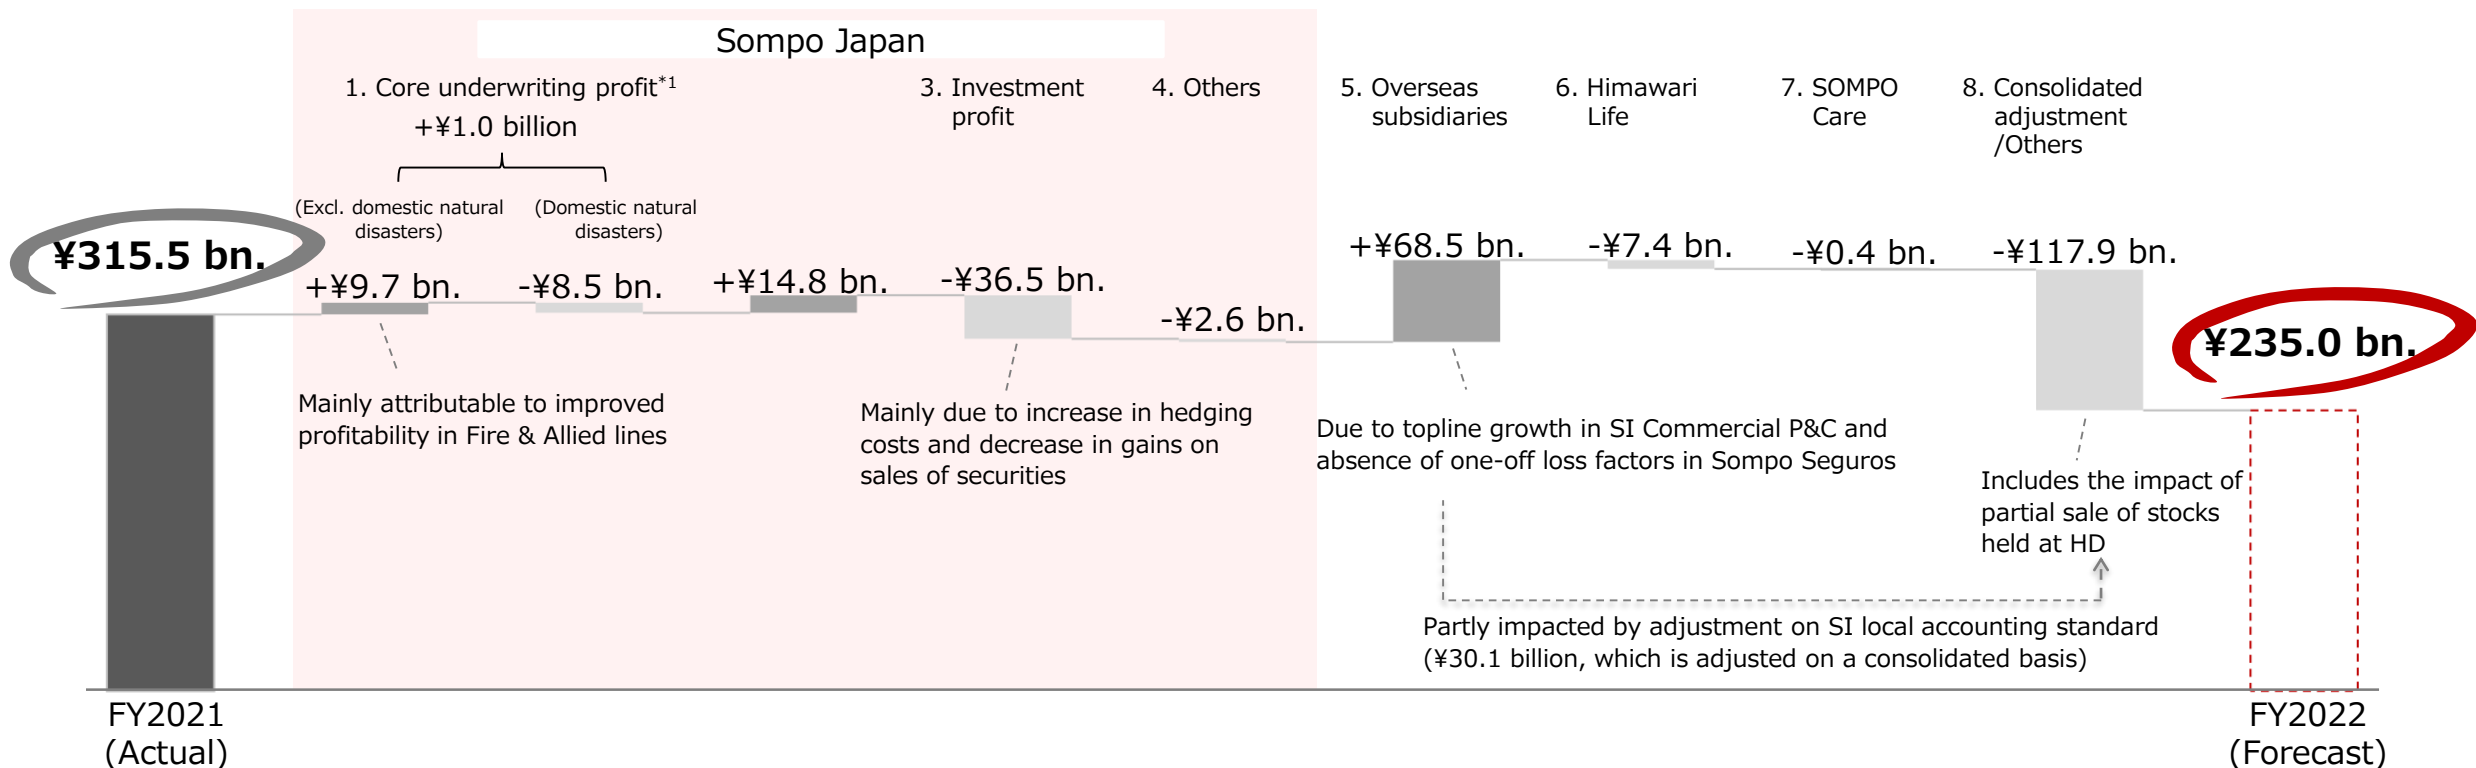 Sompo Japan
1. Core underwriting profit*1
+¥1.0 billion
(Excl. domestic natural
disasters)
(Domestic natural
disasters)
3. Investment
profit
4. Others
5. Overseas
subsidiaries
6. Himawari
Life
7. SOMPO
Care
8. Consolidated
adjustment
/Others
¥315.5 bn.
+¥9.7 bn.
-¥8.5 bn.
+¥14.8 bn.
-¥36.5 bn.
-¥2.6 bn.
+¥68.5 bn.
-¥7.4 bn.
-¥0.4 bn.
-¥117.9 bn.
¥235.0 bn.
Mainly attributable to improved
profitability in Fire & Allied lines
Mainly due to increase in hedging
costs and decrease in gains on
sales of securities
Due to topline growth in SI Commercial P&C and
absence of one-off loss factors in Sompo Seguros
Includes the impact of
partial sale of stocks
held at HD
Partly impacted by adjustment on SI local accounting standard
(¥30.1 billion, which is adjusted on a consolidated basis)
FY2021
(Actual)
FY2022
(Forecast)